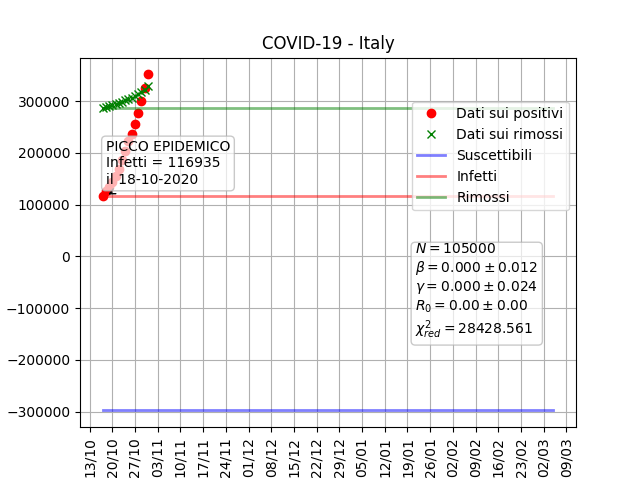 COVID-19 - Italy
300000
200000
100000
0
−100000
−200000
−300000
PICCO EPIDEMICO
Infetti = 116935
il 18-10-2020
Dati sui positivi
Dati sui rimossi
Suscettibili
Infetti
Rimossi
N = 105000
β = 0.000 ± 0.012
γ = 0.000 ± 0.024
R₀ = 0.00 ± 0.00
χ²red = 28428.561
13/10
20/10
27/10
03/11
10/11
17/11
24/11
01/12
08/12
15/12
22/12
29/12
05/01
12/01
19/01
26/01
02/02
09/02
16/02
23/02
02/03
09/03